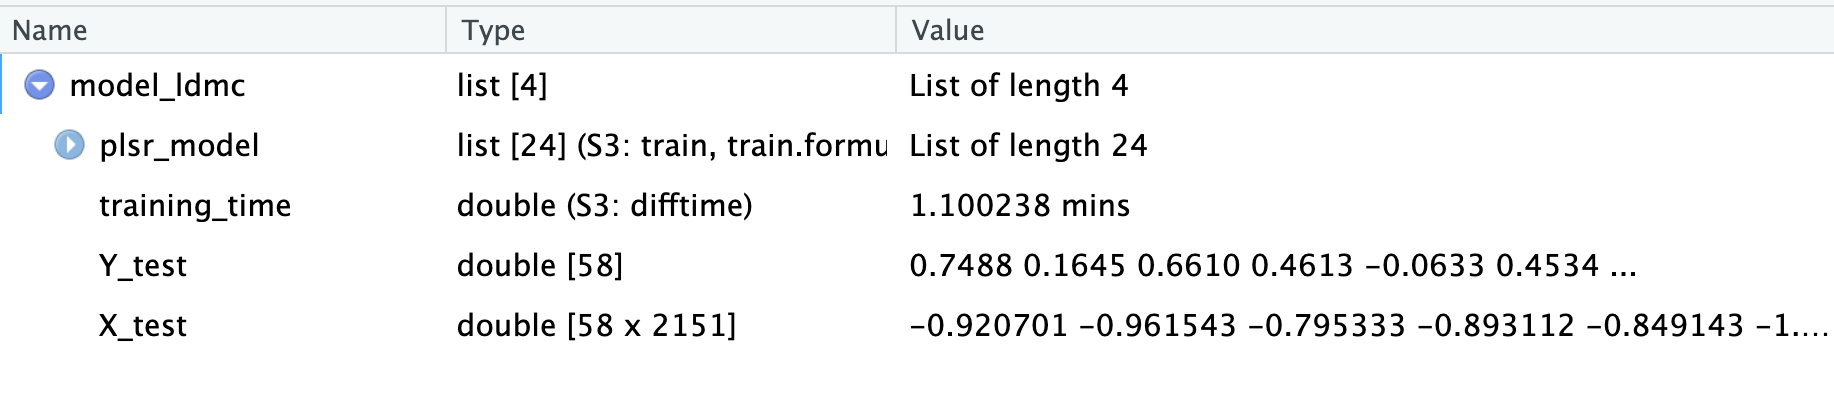 Name Type Value
model_ldmc list [4] List of length 4
plsr_model list [24] (S3: train, train.formu List of length 24
training_time double (S3: difftime) 1.100238 mins
Y_test double [58] 0.7488 0.1645 0.6610 0.4613 -0.0633 0.4534 ...
X_test double [58 x 2151] -0.920701 -0.961543 -0.795333 -0.893112 -0.849143 -1....